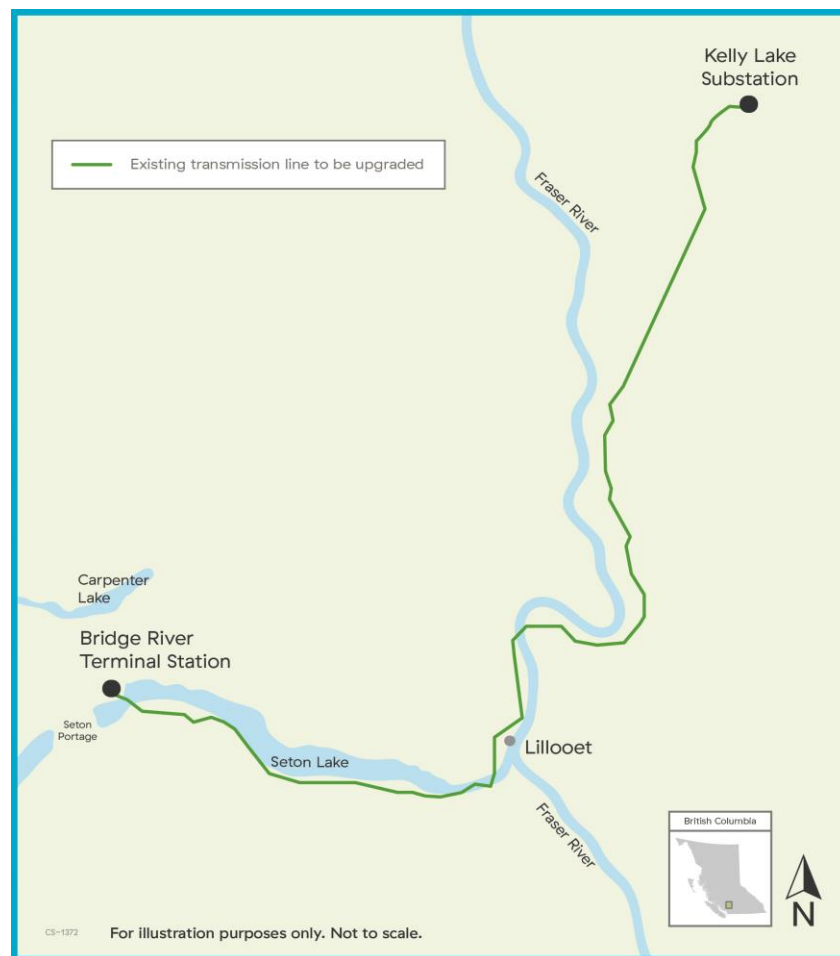 Kelly Lake
Substation
Existing transmission line to be upgraded
Fraser River
Carpenter
Lake
Bridge River
Terminal Station
Seton
Portage
Seton Lake
Lillooet
Fraser River
British Columbia
N
CS-1372
For illustration purposes only. Not to scale.